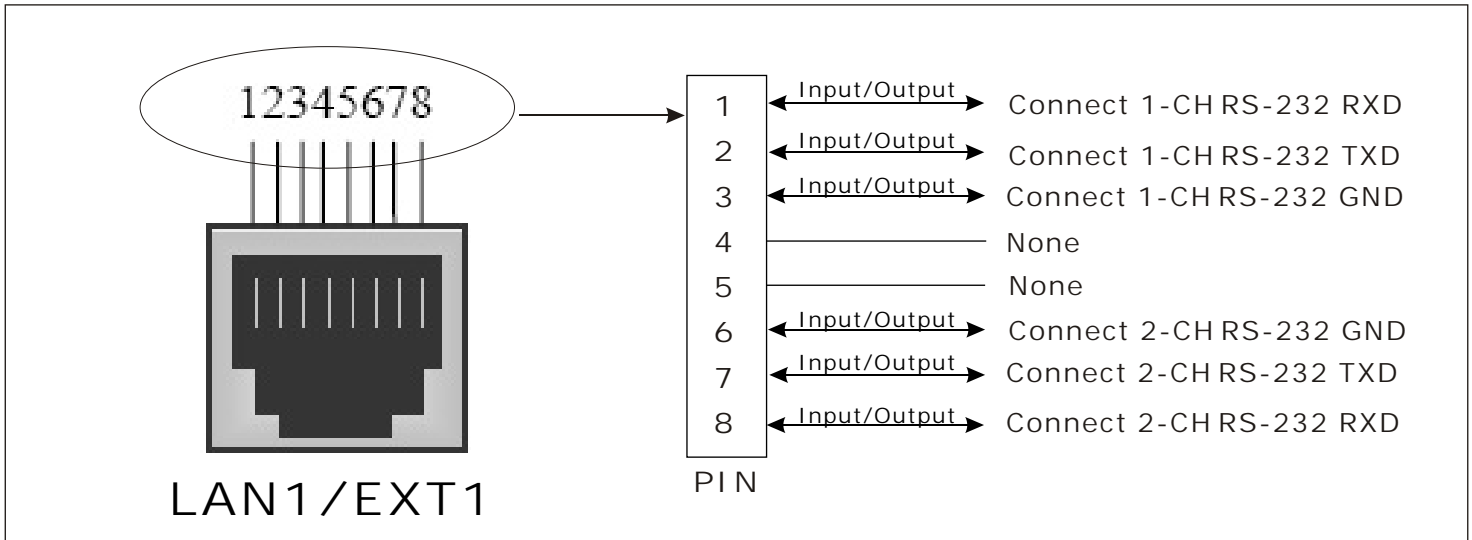 12345678
1 Input/Output Connect 1-CH RS-232 RXD
2 Input/Output Connect 1-CH RS-232 TXD
3 Input/Output Connect 1-CH RS-232 GND
4 None
5 None
6 Input/Output Connect 2-CH RS-232 GND
7 Input/Output Connect 2-CH RS-232 TXD
8 Input/Output Connect 2-CH RS-232 RXD
PIN
LAN1/EXT1